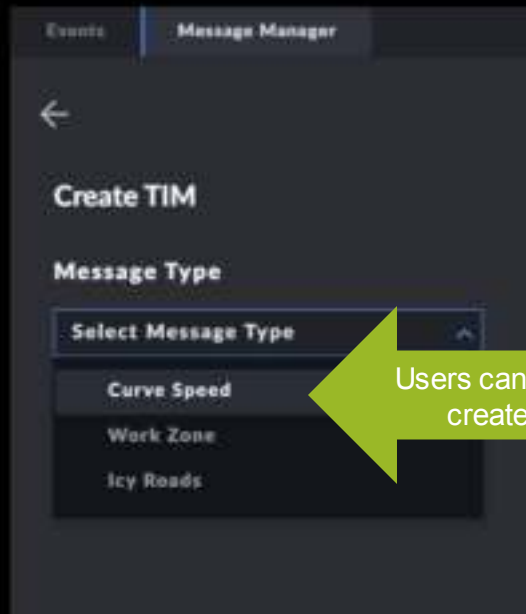 Events Message Manager
Create TIM
Message Type
Select Message Type
Curve Speed
Users can
create
Work Zone
Icy Roads